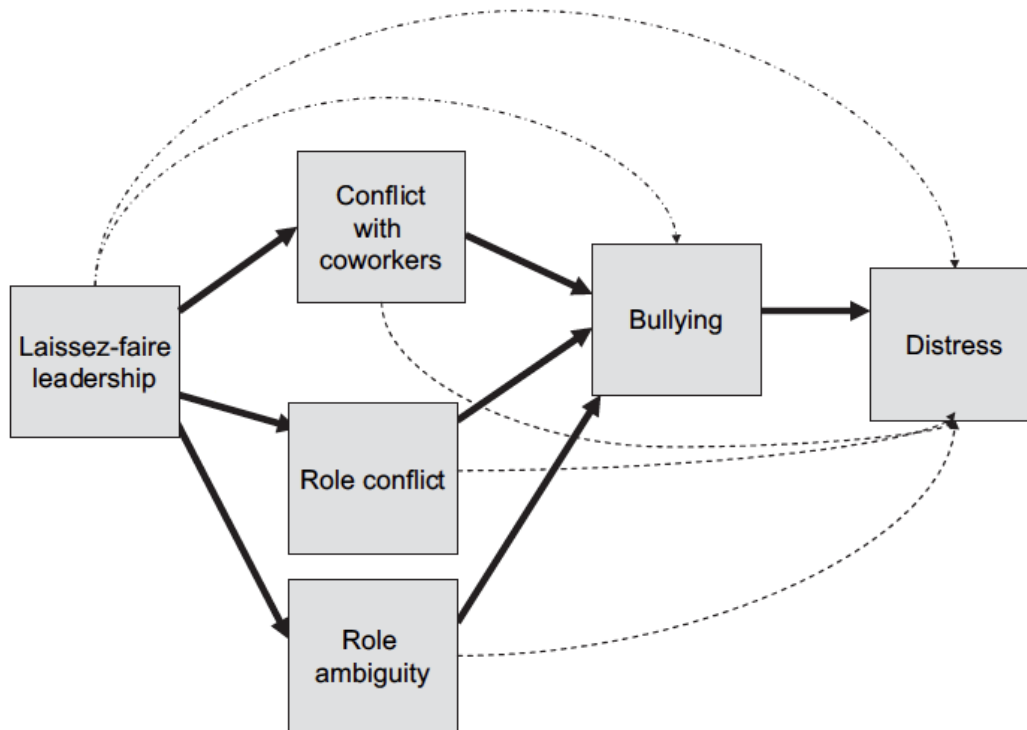 Conflict
with
coworkers
Laissez-faire
leadership
Bullying
Distress
Role conflict
Role
ambiguity